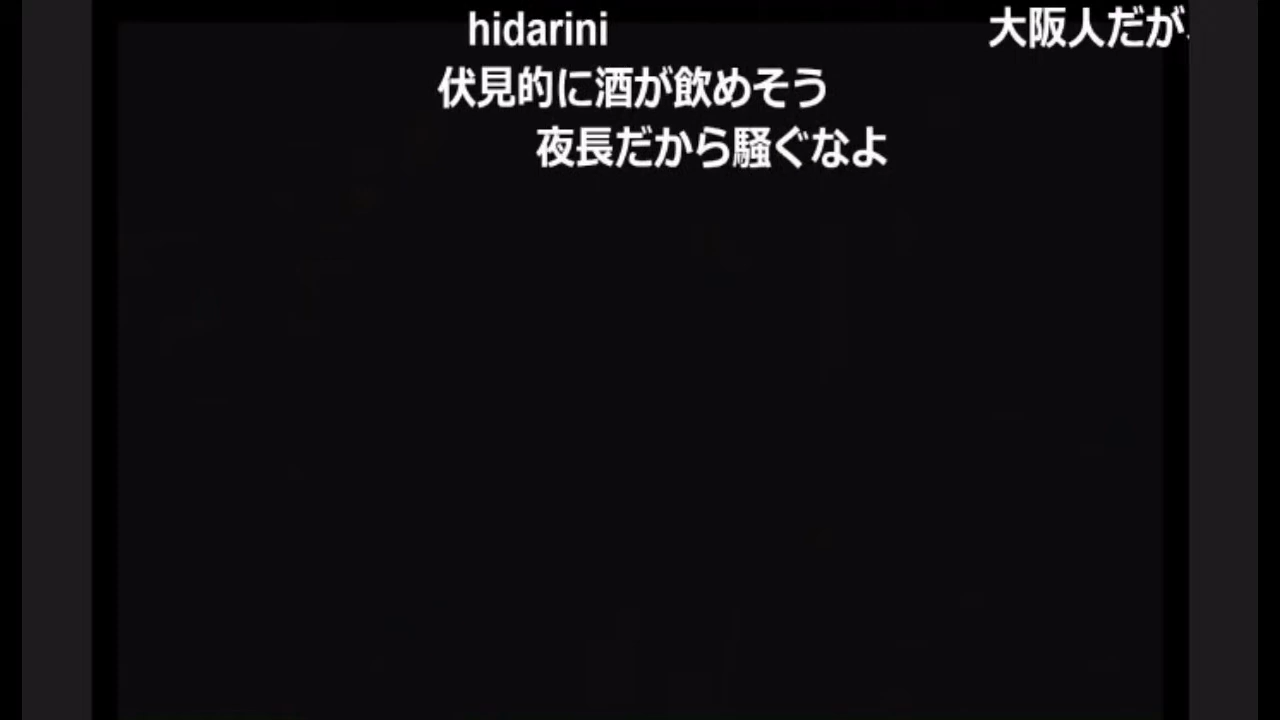 hidarini
大阪人だが
伏見的に酒が飲めそう
夜長だから騒ぐなよ